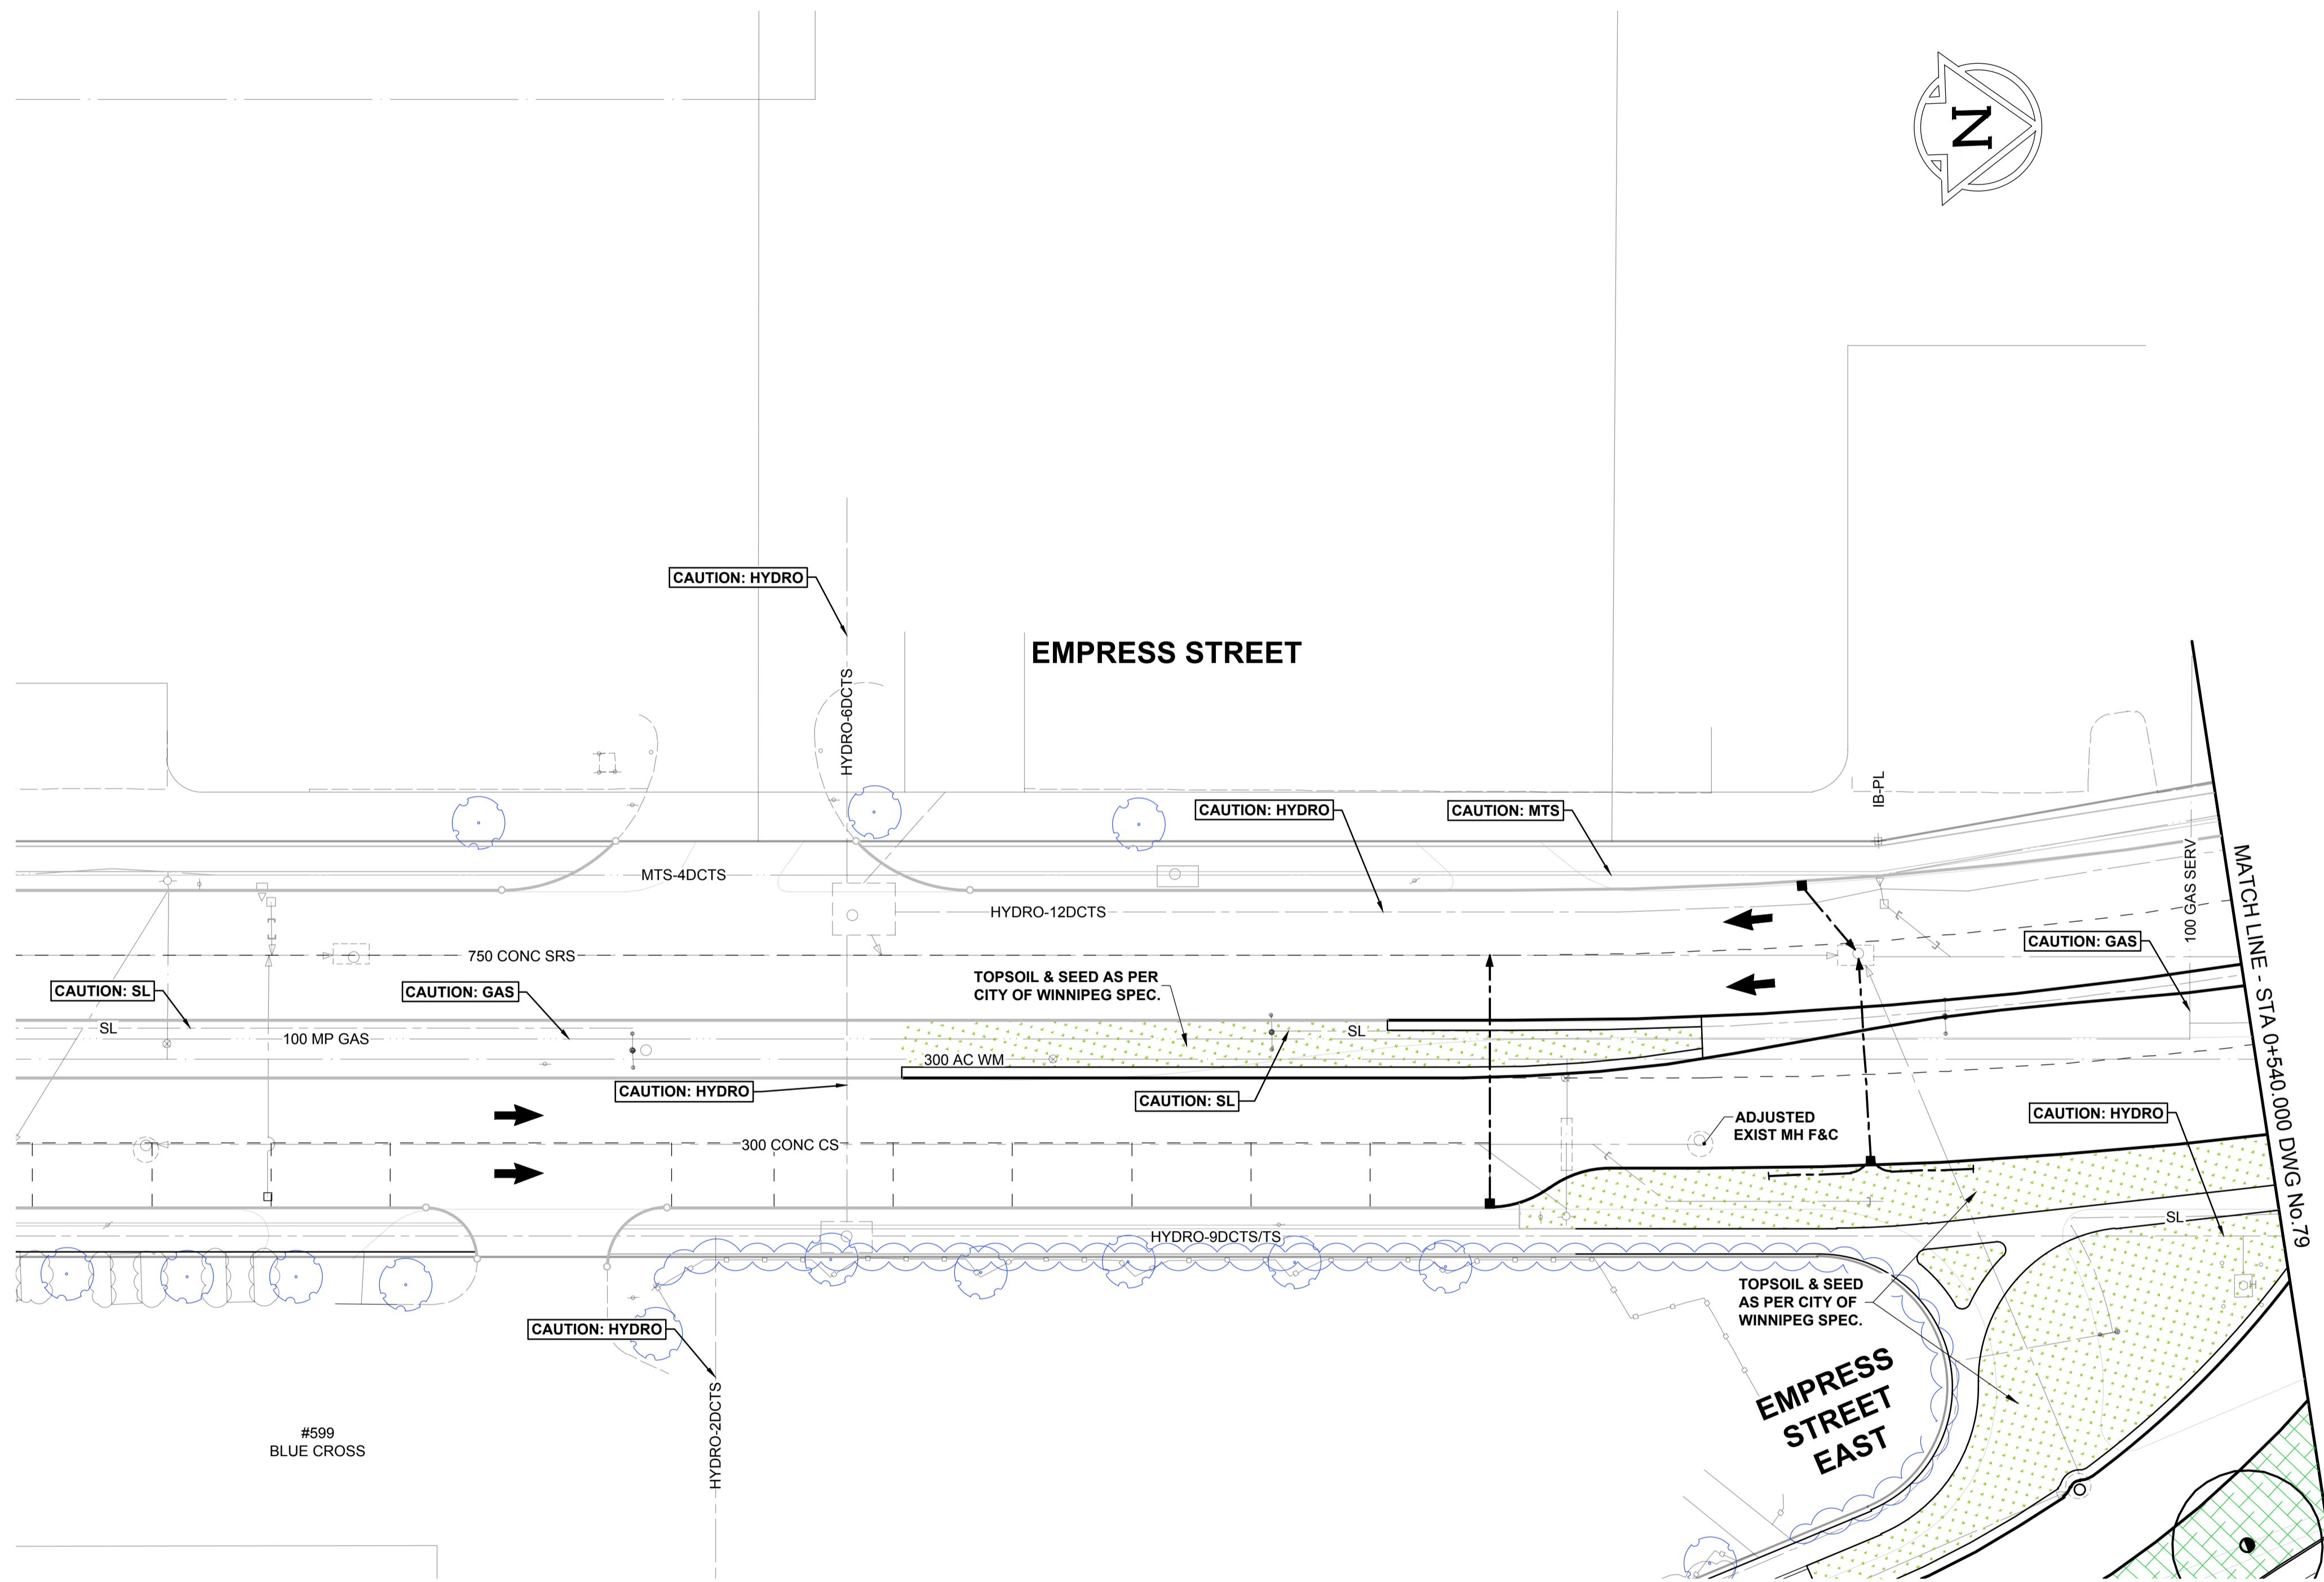 N
CAUTION: HYDRO
EMPRESS STREET
HYDRO-6DCTS
IB-PL
CAUTION: HYDRO
CAUTION: MTS
MTS-4DCTS
HYDRO-12DCTS
100 GAS SERV
MATCH LINE - STA 0+540.000 DWG No.79
CAUTION: GAS
750 CONC SRS
TOPSOIL & SEED AS PER
CITY OF WINNIPEG SPEC.
CAUTION: SL
CAUTION: GAS
SL
100 MP GAS
SL
300 AC WM
CAUTION: HYDRO
CAUTION: SL
ADJUSTED
EXIST MH F&C
CAUTION: HYDRO
300 CONC CS
SL
HYDRO-9DCTS/TS
H
TOPSOIL & SEED
AS PER CITY OF
WINNIPEG SPEC.
CAUTION: HYDRO
HYDRO-2DCTS
EMPRESS
STREET
EAST
#599
BLUE CROSS